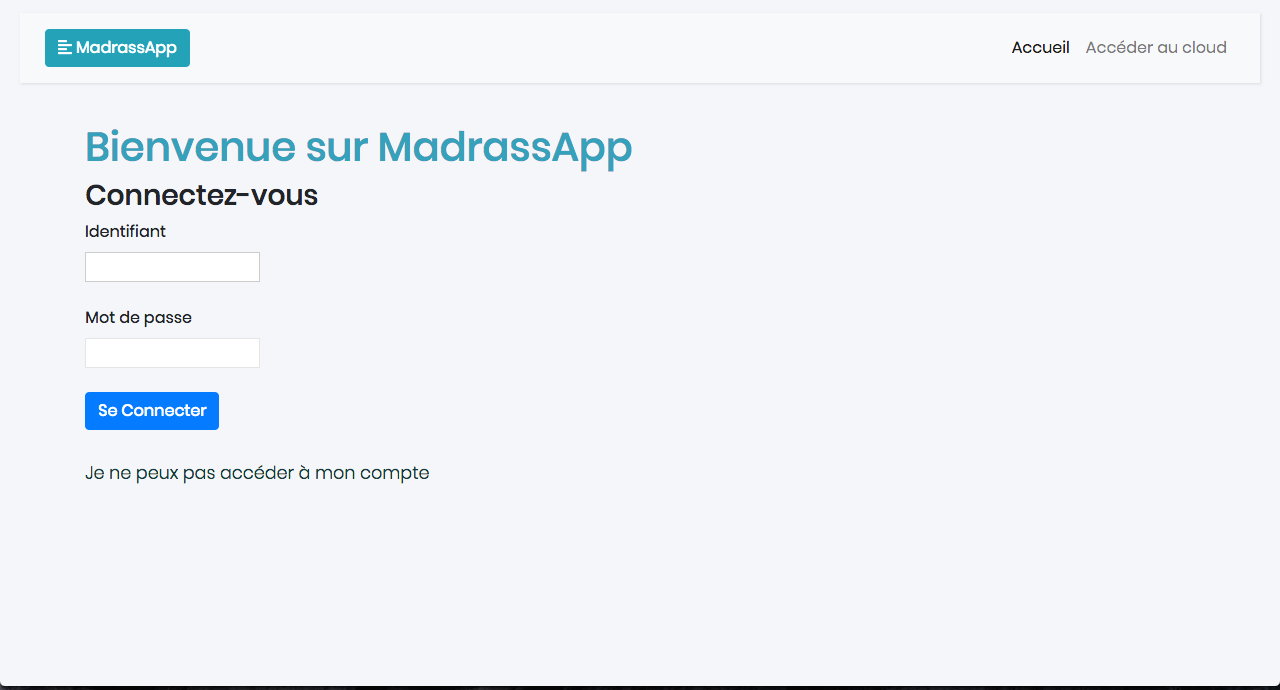 MadrassApp
Accueil
Accéder au cloud
Bienvenue sur MadrassApp
Connectez-vous
Identifiant
Mot de passe
Se Connecter
Je ne peux pas accéder à mon compte